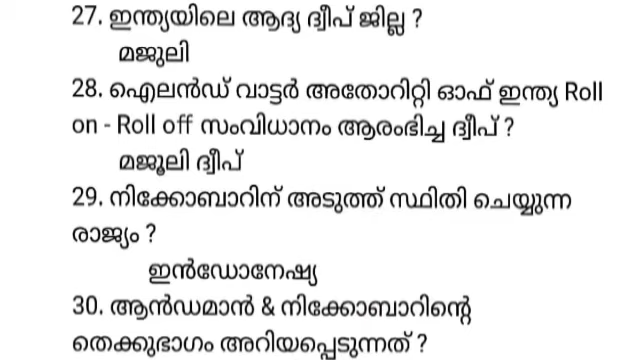 27. ഇന്ത്യയിലെ ആദ്യ ദ്വീപ് ജില്ല ?
മജുലി
28. ഐലൻഡ് വാട്ടർ അതോറിറ്റി ഓഫ് ഇന്ത്യ Roll
on - Roll off സംവിധാനം ആരംഭിച്ച ദ്വീപ് ?
മജൂലി ദ്വീപ്
29. നിക്കോബാറിന് അടുത്ത് സ്ഥിതി ചെയ്യുന്ന
രാജ്യം ?
ഇൻഡോനേഷ്യ
30. ആൻഡമാൻ & നിക്കോബാറിന്റെ
തെക്കുഭാഗം അറിയപ്പെടുന്നത് ?